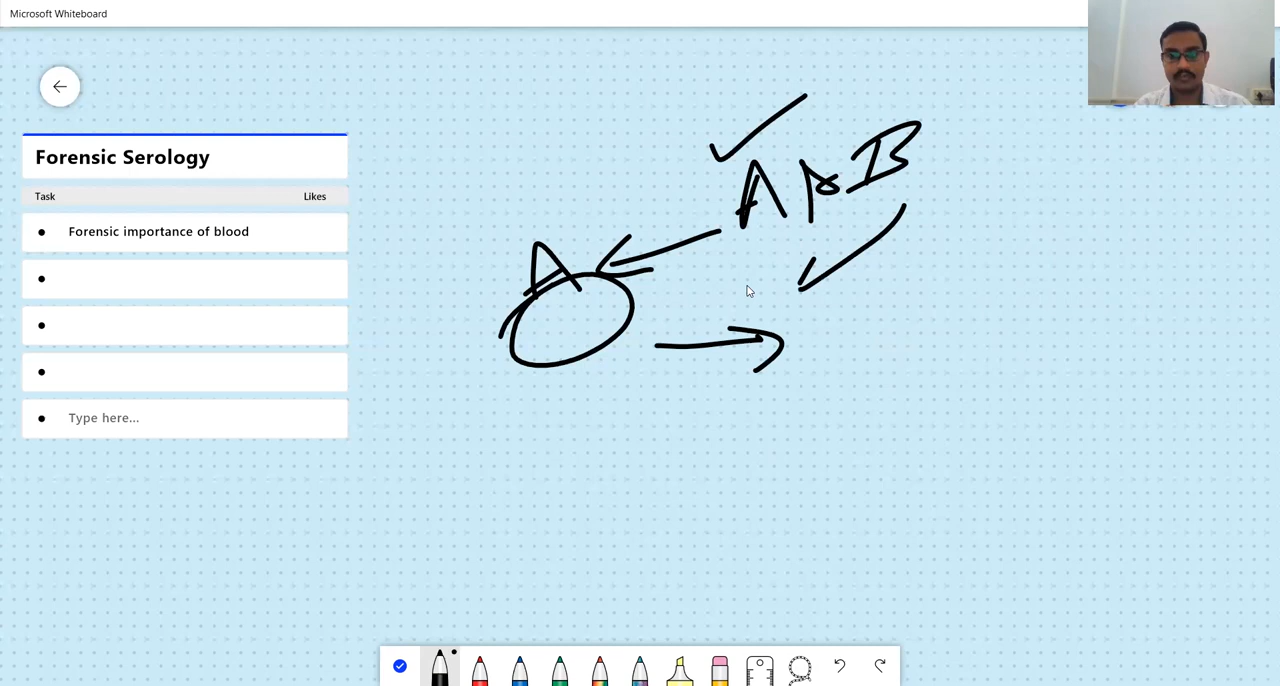 Microsoft Whiteboard
Forensic Serology
Task Likes
Forensic importance of blood
Type here...
A B
A